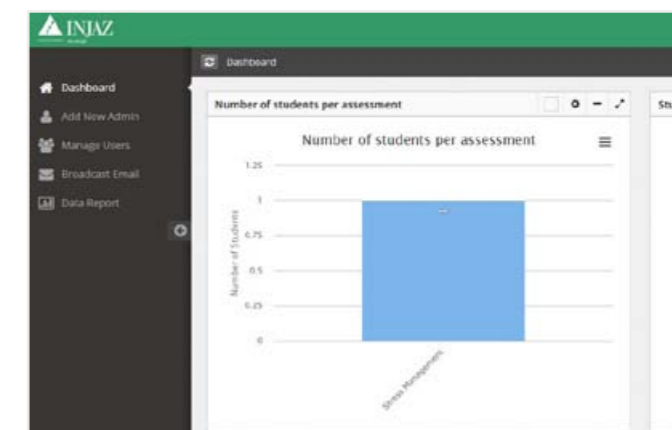 INJAZ
Dashboard
Dashboard
Add New Admin
Manage Users
Broadcast Email
Data Report
Number of students per assessment
Stu
Number of students per assessment
1.25
1
0.75
0.5
0.25
0
Number of Students
Stress Management